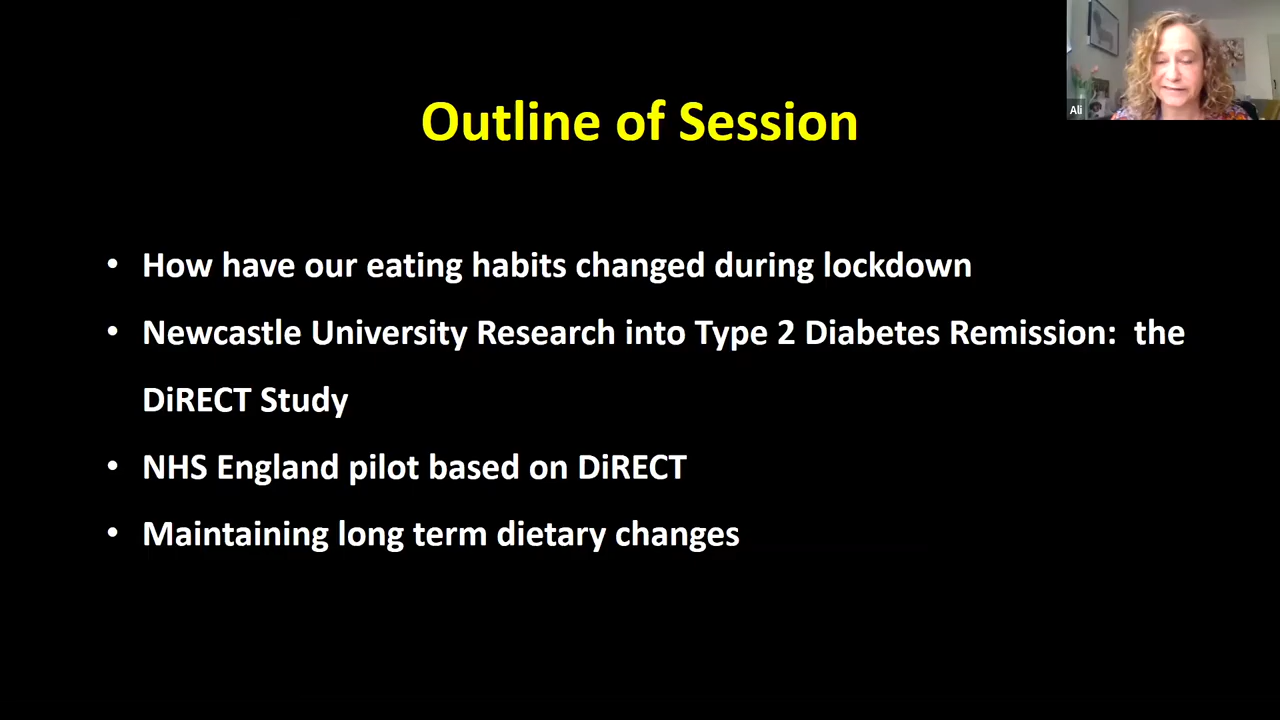 Ali
Outline of Session
• How have our eating habits changed during lockdown
• Newcastle University Research into Type 2 Diabetes Remission:  the
DiRECT Study
• NHS England pilot based on DiRECT
• Maintaining long term dietary changes